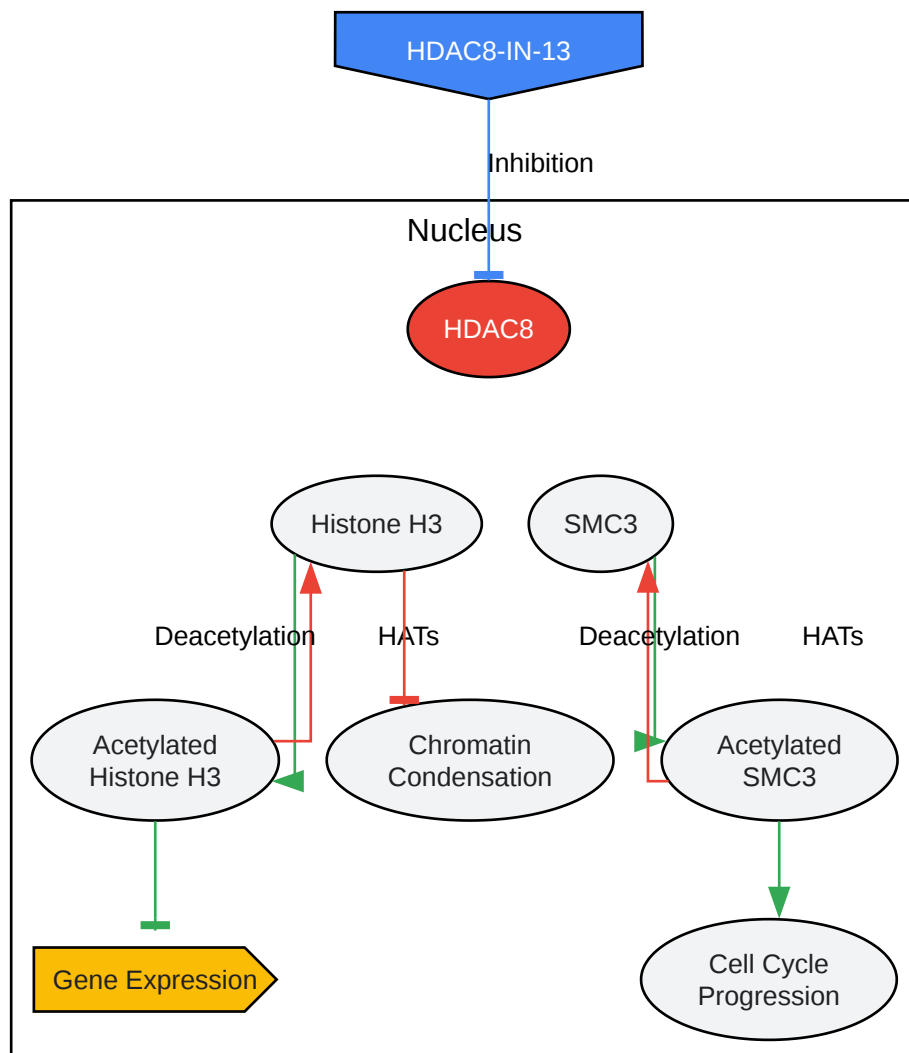 HDAC8-IN-13
Inhibition
Nucleus
HDAC8
Histone H3
SMC3
Deacetylation
HATs
Deacetylation
HATs
Acetylated
Histone H3
Chromatin
Condensation
Acetylated
SMC3
Gene Expression
Cell Cycle
Progression